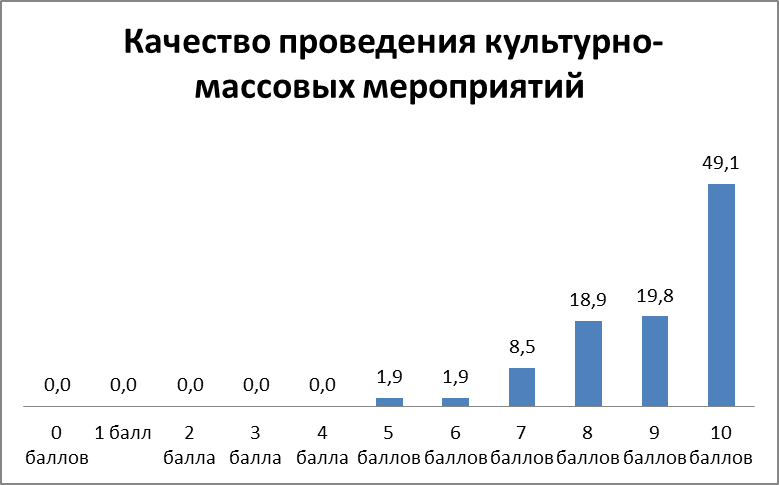 Качество проведения культурно-
массовых мероприятий
49,1
18,9 19,8
8,5
0,0 0,0 0,0 0,0 0,0 1,9 1,9
0 1 балл 2 3 4 5 6 7 8 9 10
баллов балла балла балла баллов баллов баллов баллов баллов баллов